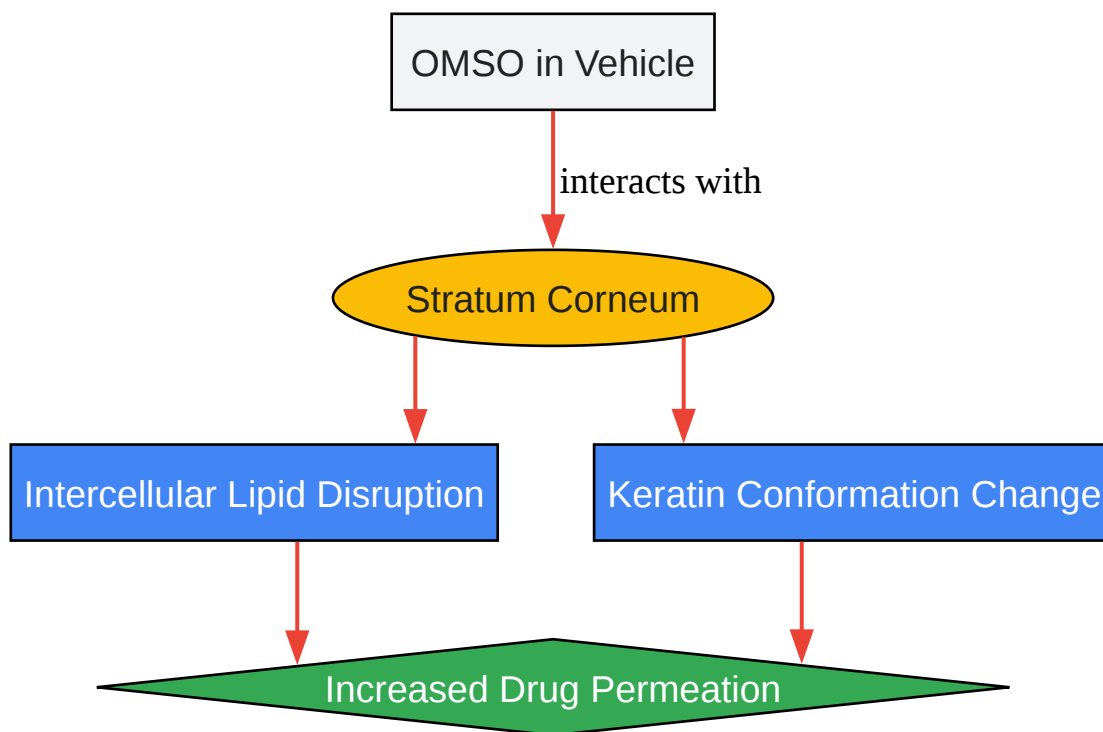 OMSO in Vehicle
interacts with
Stratum Corneum
Intercellular Lipid Disruption
Keratin Conformation Change
Increased Drug Permeation